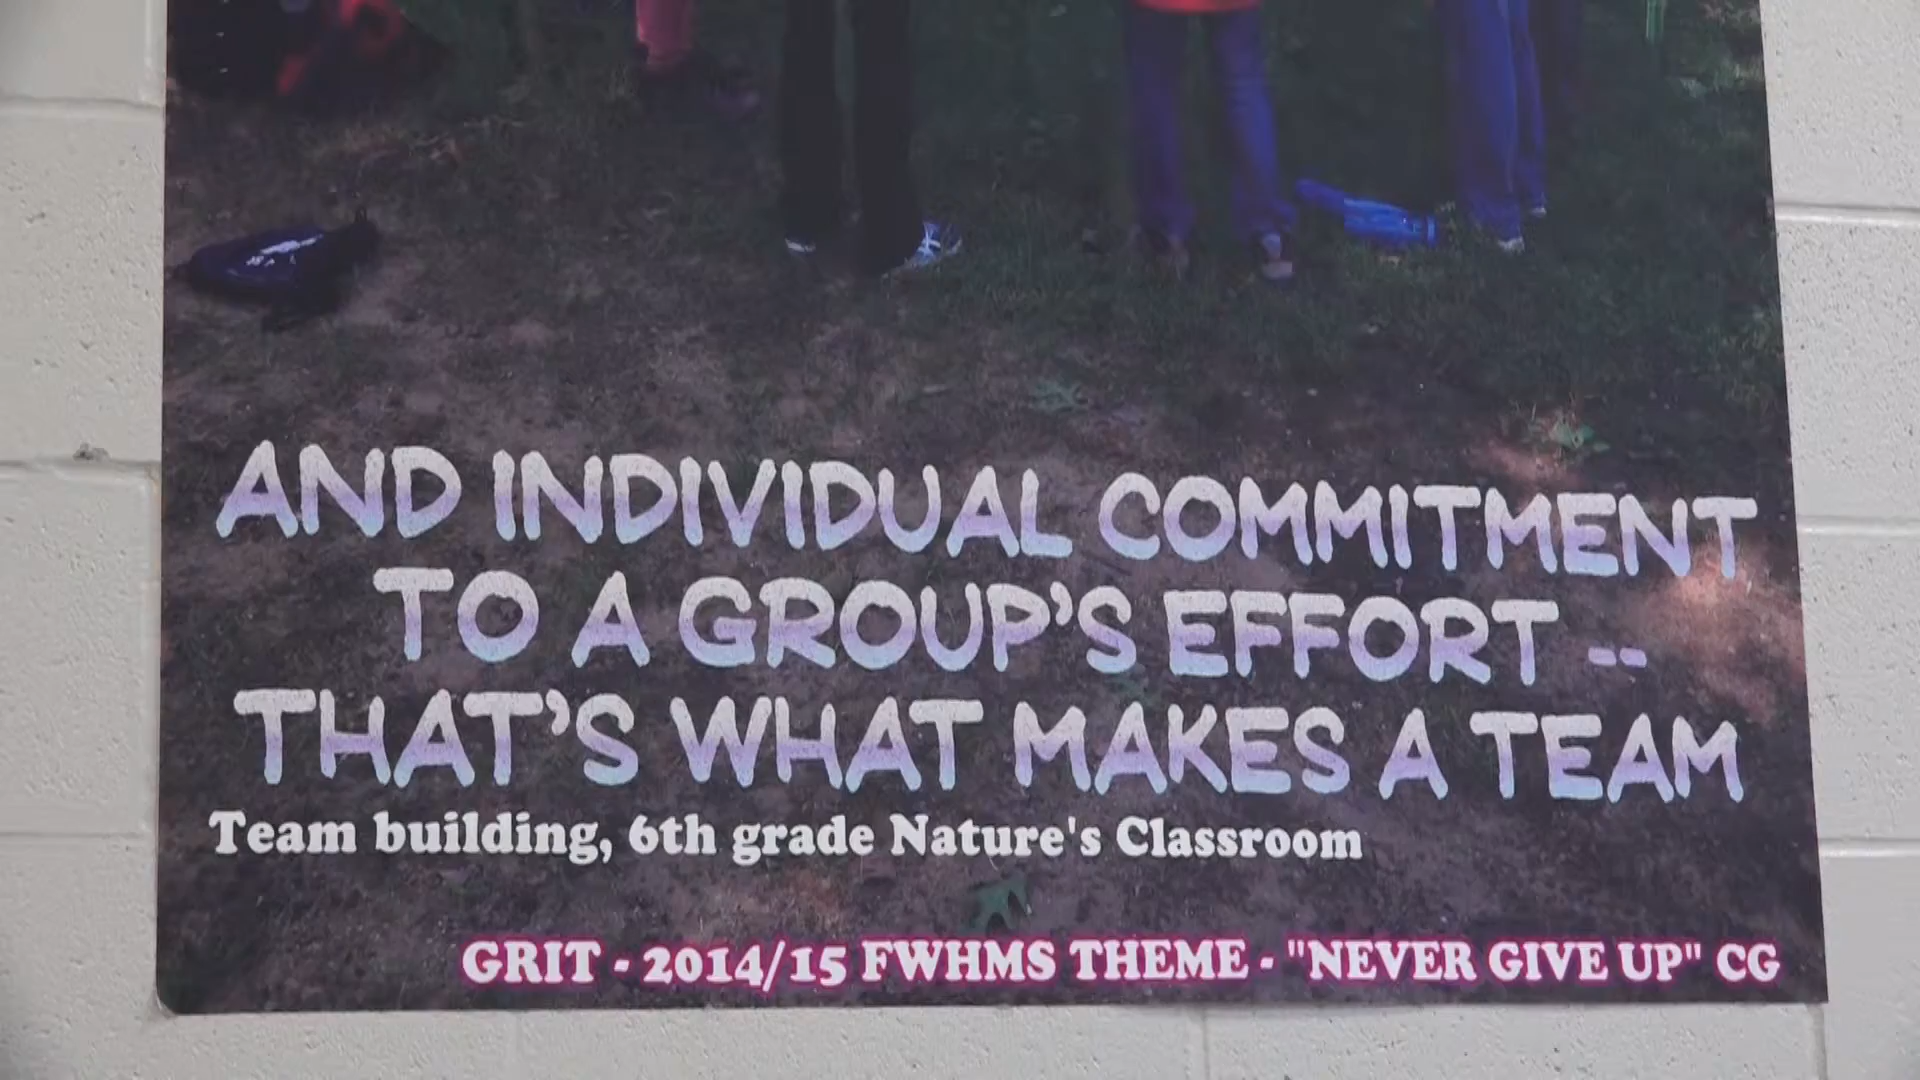 AND INDIVIDUAL COMMITMENT
TO A GROUP'S EFFORT --
THAT'S WHAT MAKES A TEAM
Team building, 6th grade Nature's Classroom
GRIT - 2014/15 FWHMS THEME - "NEVER GIVE UP" CG